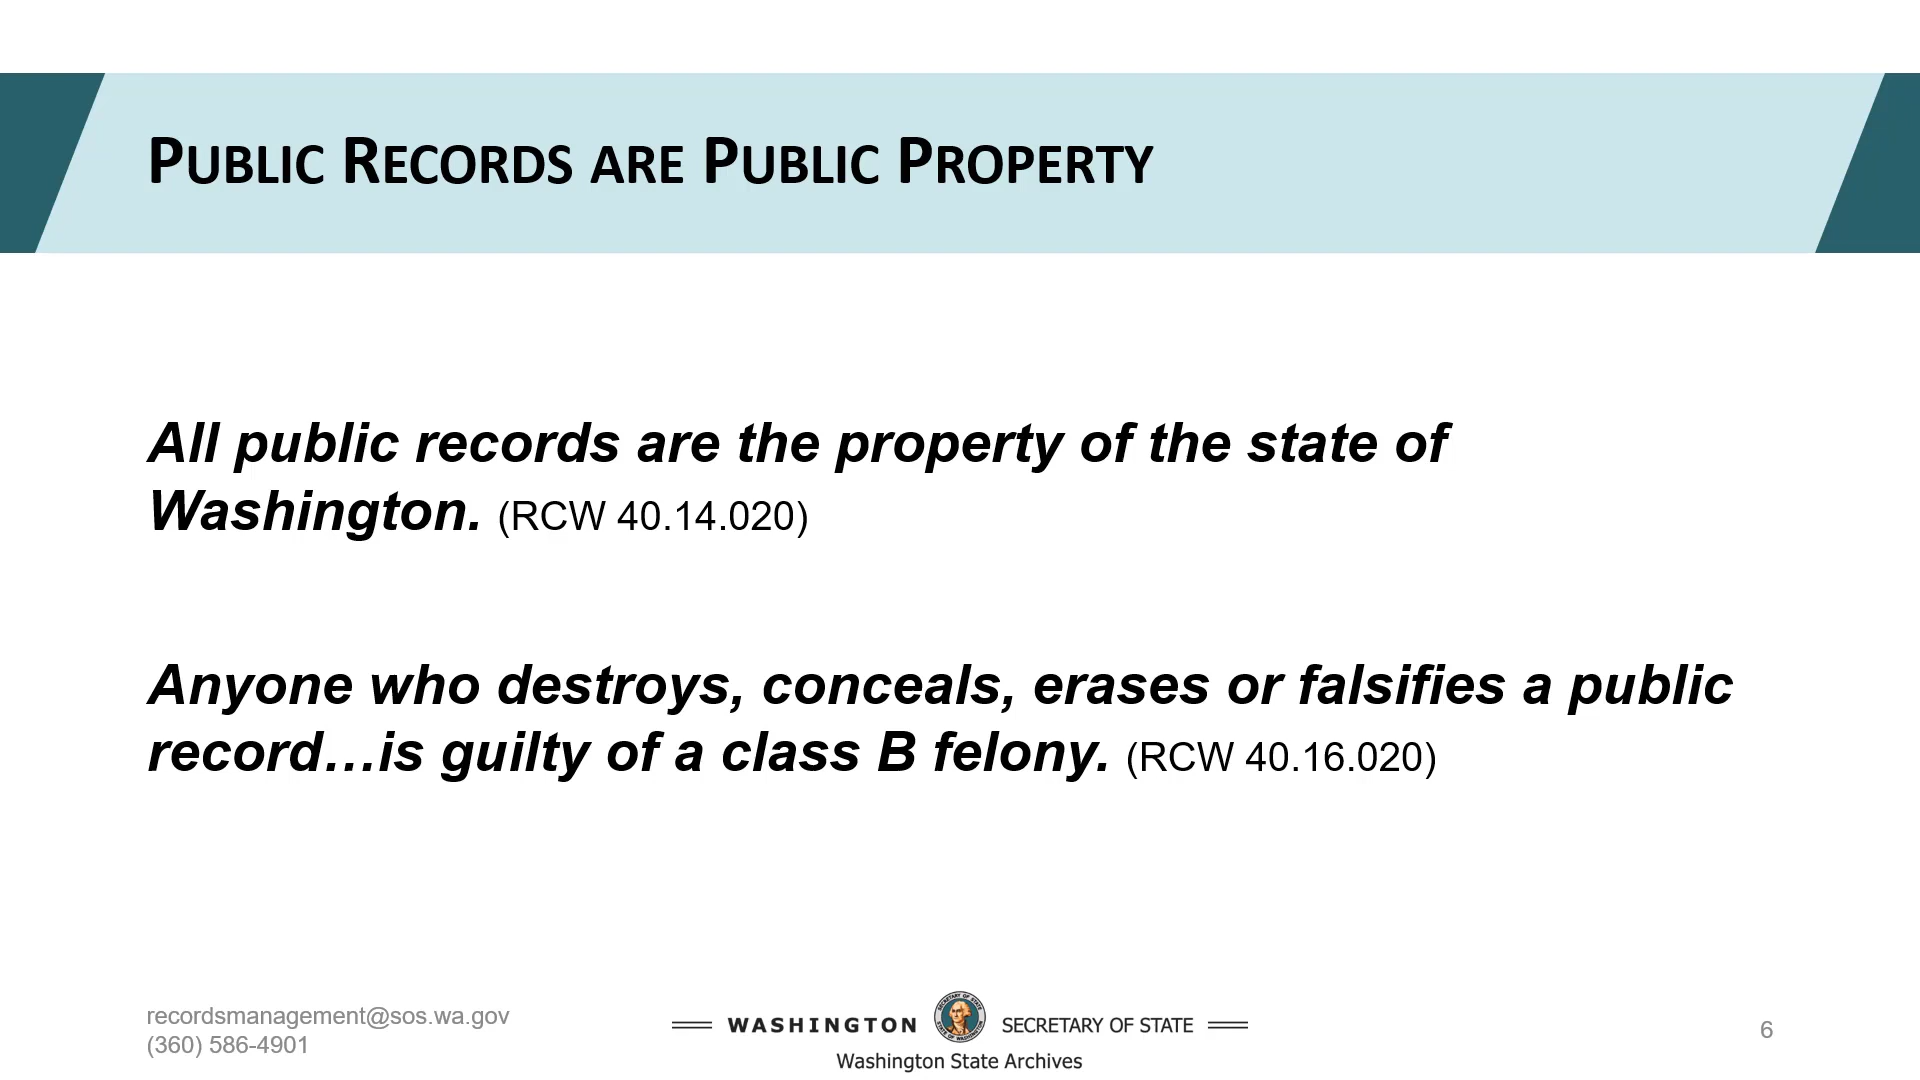 PUBLIC RECORDS ARE PUBLIC PROPERTY
All public records are the property of the state of
Washington. (RCW 40.14.020)
Anyone who destroys, conceals, erases or falsifies a public
record…is guilty of a class B felony. (RCW 40.16.020)
recordsmanagement@sos.wa.gov
(360) 586-4901
WASHINGTON SECRETARY OF STATE
Washington State Archives
6